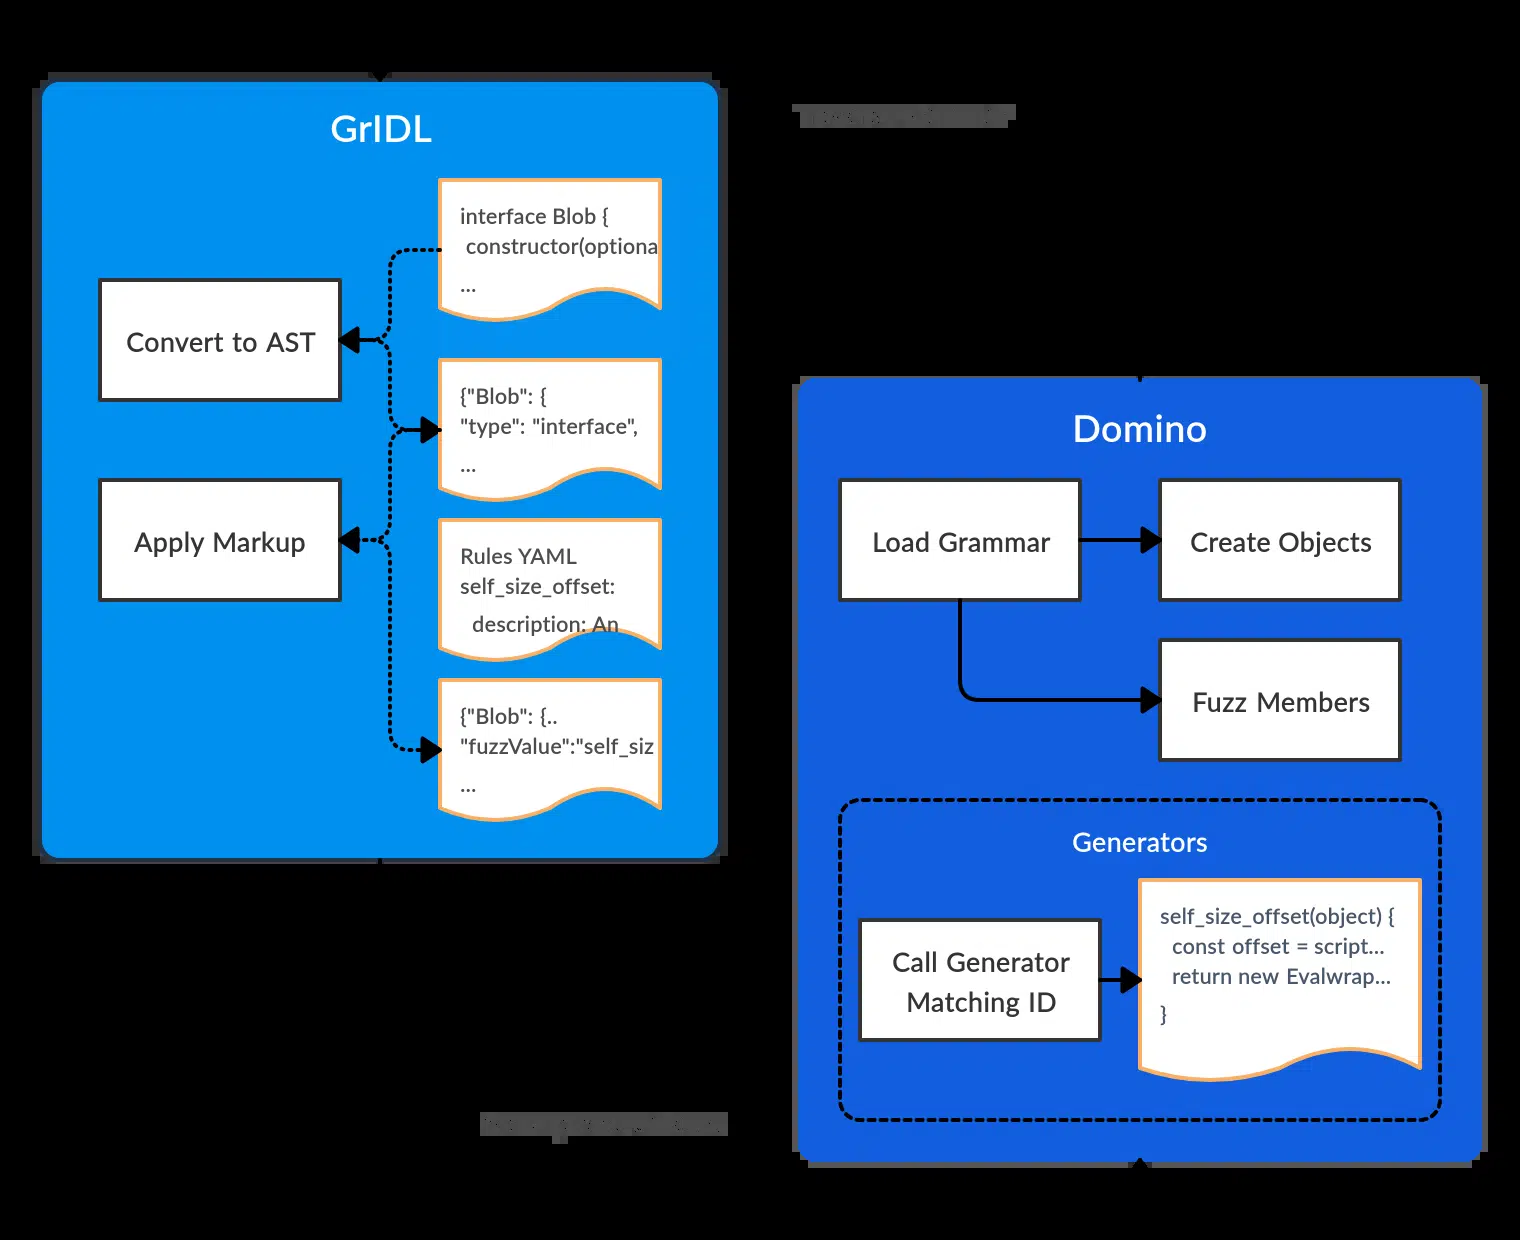 GrIDL
interface Blob {
constructor(optiona
...
Convert to AST
{"Blob": {
"type": "interface",
...
Apply Markup
Rules YAML
self_size_offset:
description: An
{"Blob": {..
"fuzzValue":"self_siz
...
Domino
Load Grammar
Create Objects
Fuzz Members
Generators
Call Generator
Matching ID
self_size_offset(object) {
const offset = script...
return new Evalwrap...
}